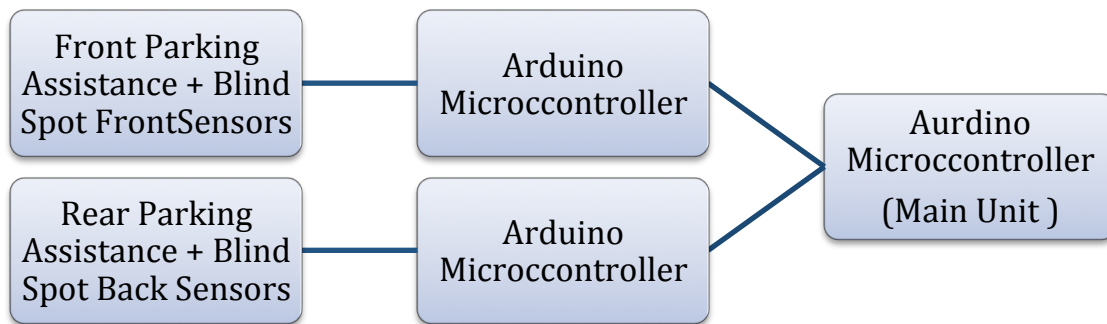 Front Parking
Assistance + Blind
Spot FrontSensors
Arduino
Microccontroller
Rear Parking
Assistance + Blind
Spot Back Sensors
Arduino
Microccontroller
Aurdino
Microccontroller
(Main Unit )